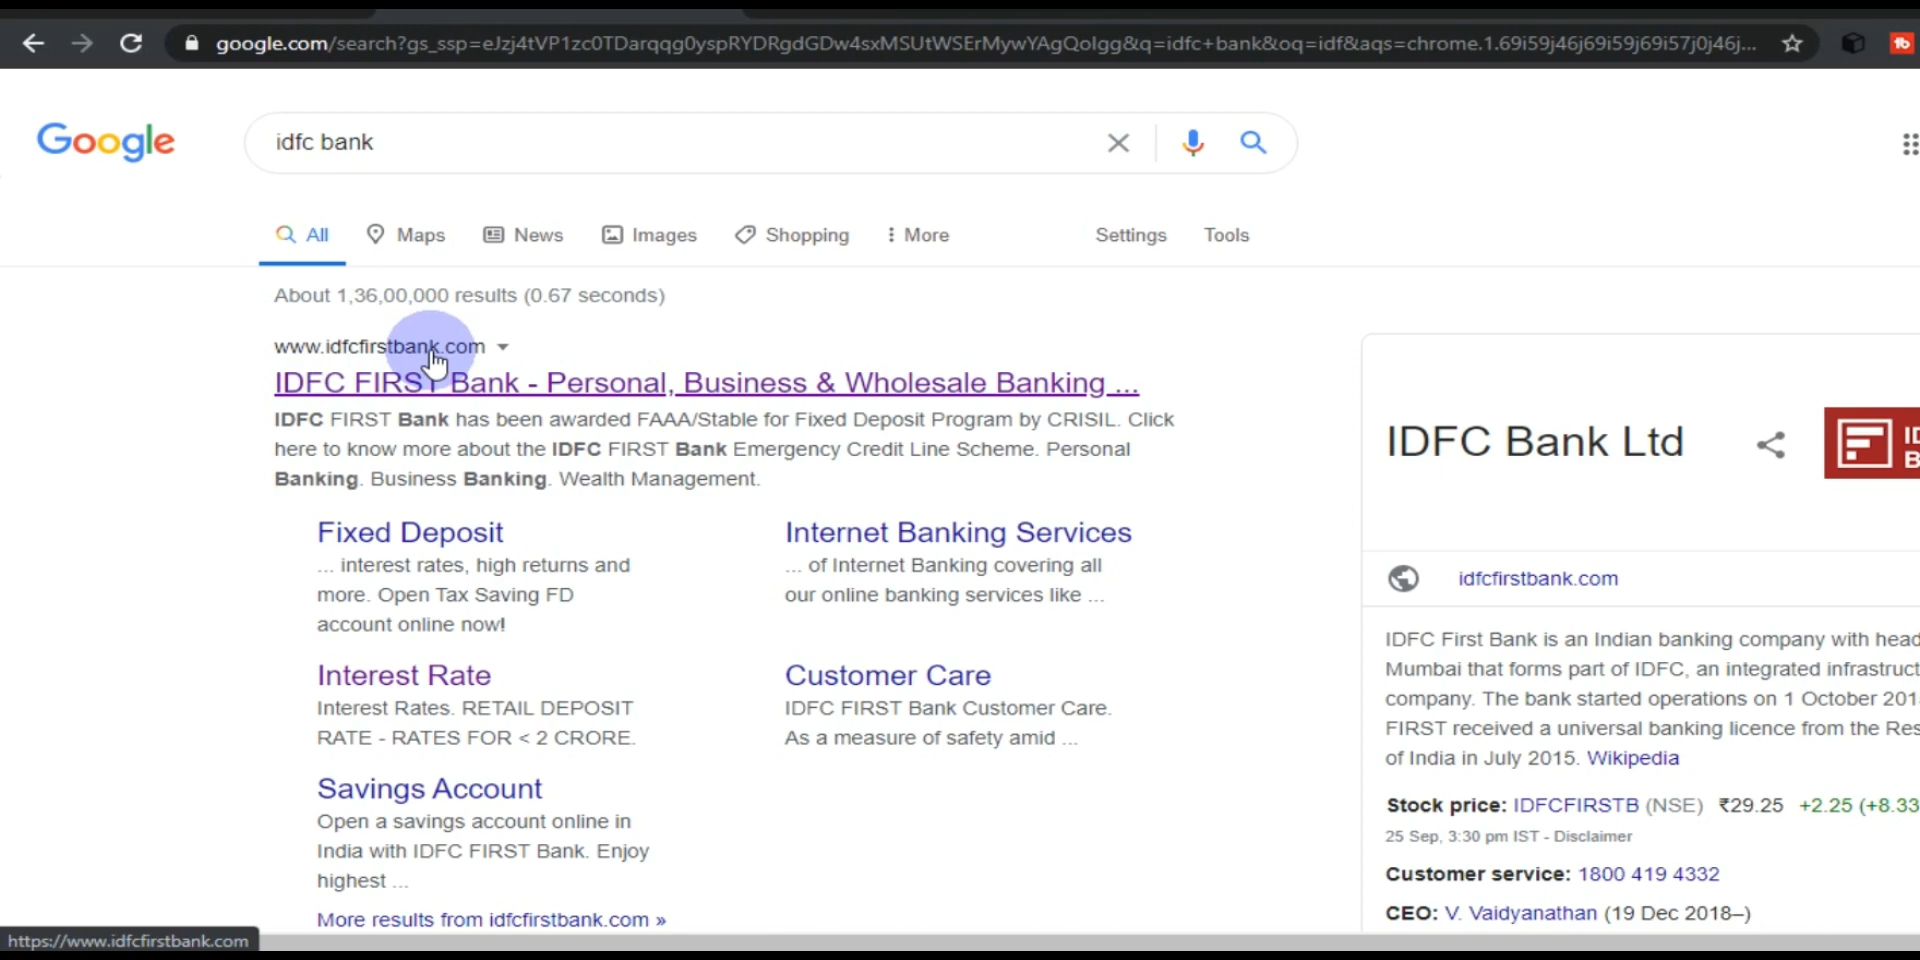 google.com/search?gs_ssp=eJzj4tVP1zc0TDarqqg0yspRYDRgdGDw4sxMSUtWSErMywYAgQoIgg&q=idfc+bank&oq=idf&aqs=chrome.1.69i59j46j69i59j69i57j0j46j...
Google
idfc bank
All Maps News Images Shopping More Settings Tools
About 1,36,00,000 results (0.67 seconds)
www.idfcfirstbank.com
IDFC FIRST Bank - Personal, Business & Wholesale Banking ...
IDFC FIRST Bank has been awarded FAAA/Stable for Fixed Deposit Program by CRISIL. Click
here to know more about the IDFC FIRST Bank Emergency Credit Line Scheme. Personal
Banking. Business Banking. Wealth Management.
Fixed Deposit
... interest rates, high returns and
more. Open Tax Saving FD
account online now!
Internet Banking Services
... of Internet Banking covering all
our online banking services like ...
Interest Rate
Interest Rates. RETAIL DEPOSIT
RATE - RATES FOR < 2 CRORE.
Customer Care
IDFC FIRST Bank Customer Care.
As a measure of safety amid ...
Savings Account
Open a savings account online in
India with IDFC FIRST Bank. Enjoy
highest ...
More results from idfcfirstbank.com »
IDFC Bank Ltd
idfcfirstbank.com
IDFC First Bank is an Indian banking company with head
Mumbai that forms part of IDFC, an integrated infrastruct
company. The bank started operations on 1 October 201
FIRST received a universal banking licence from the Res
of India in July 2015. Wikipedia
Stock price: IDFCFIRSTB (NSE) ₹29.25 +2.25 (+8.33
25 Sep, 3:30 pm IST - Disclaimer
Customer service: 1800 419 4332
CEO: V. Vaidyanathan (19 Dec 2018–)
https://www.idfcfirstbank.com